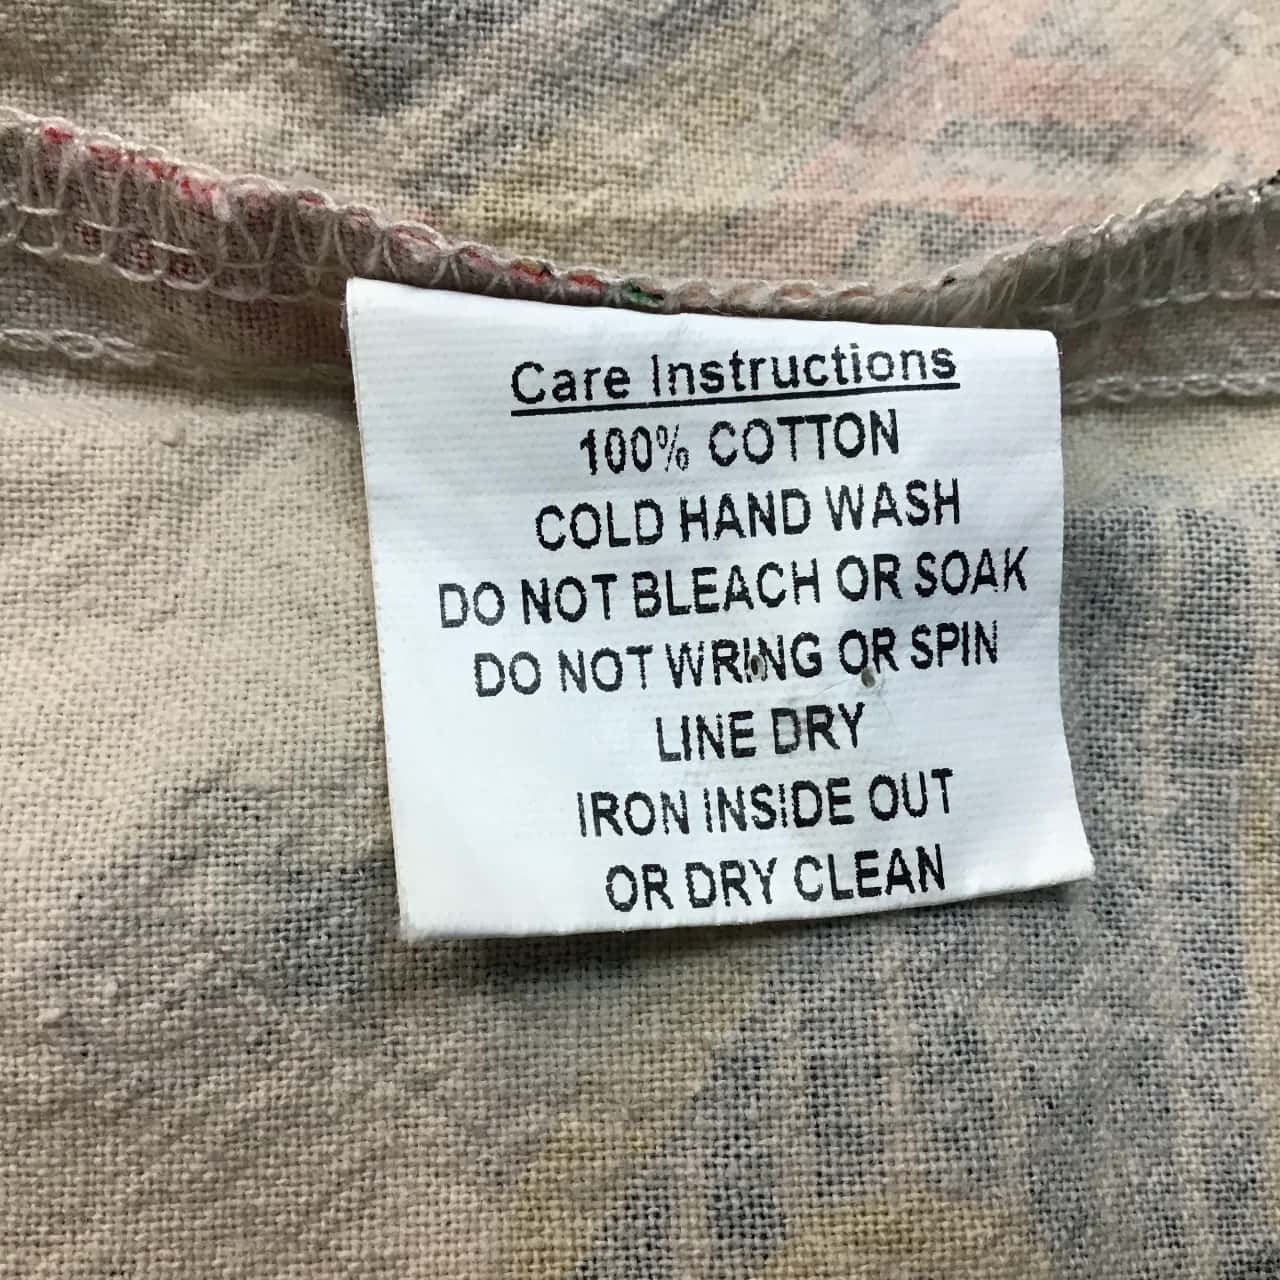 Care Instructions
100% COTTON
COLD HAND WASH
DO NOT BLEACH OR SOAK
DO NOT WRING OR SPIN
LINE DRY
IRON INSIDE OUT
OR DRY CLEAN